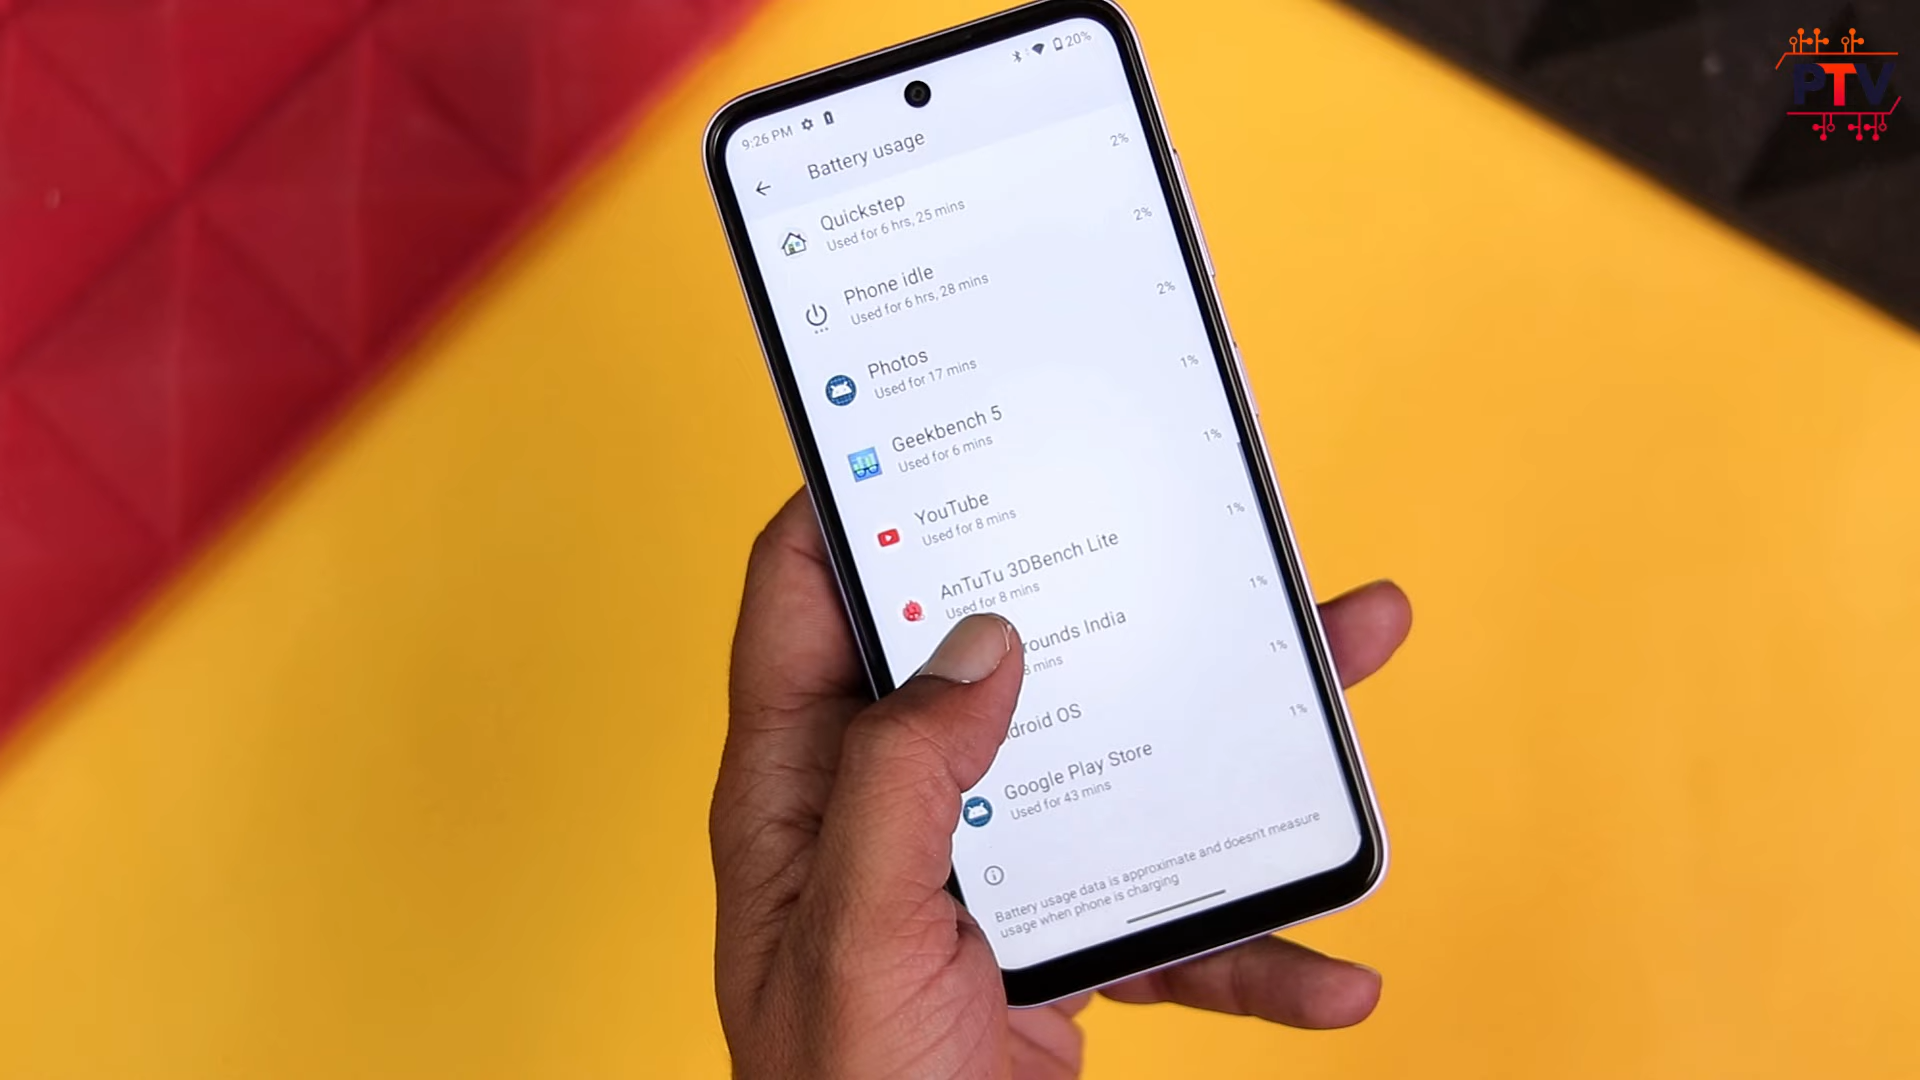 PTV
9:26 PM
20%
Battery usage
2%
Quickstep
Used for 6 hrs, 25 mins
2%
Phone idle
Used for 6 hrs, 28 mins
2%
Photos
Used for 17 mins
1%
Geekbench 5
Used for 6 mins
1%
YouTube
Used for 8 mins
1%
AnTuTu 3DBench Lite
Used for 8 mins
1%
rounds India
8 mins
1%
droid OS
1%
Google Play Store
Used for 43 mins
Battery usage data is approximate and doesn't measure
usage when phone is charging